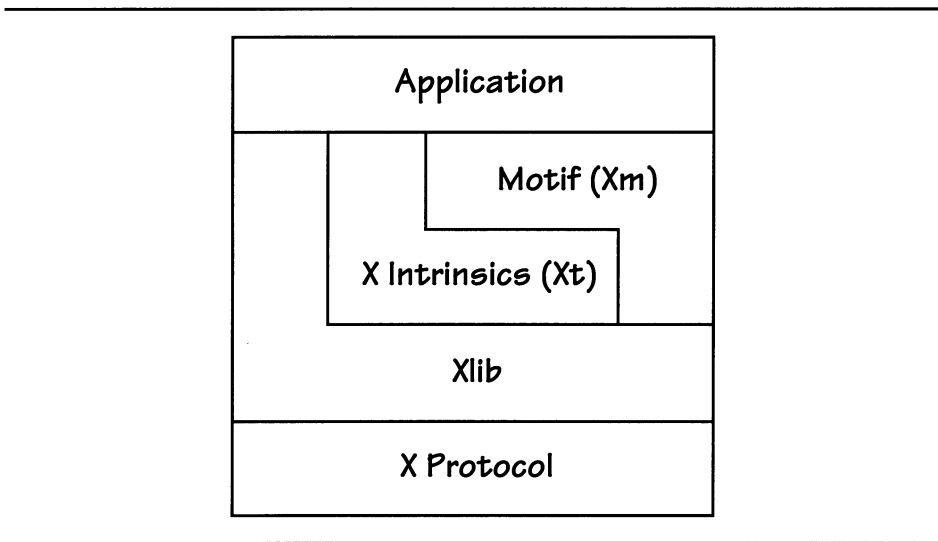 Application
Motif (Xm)
X Intrinsics (Xt)
Xlib
X Protocol